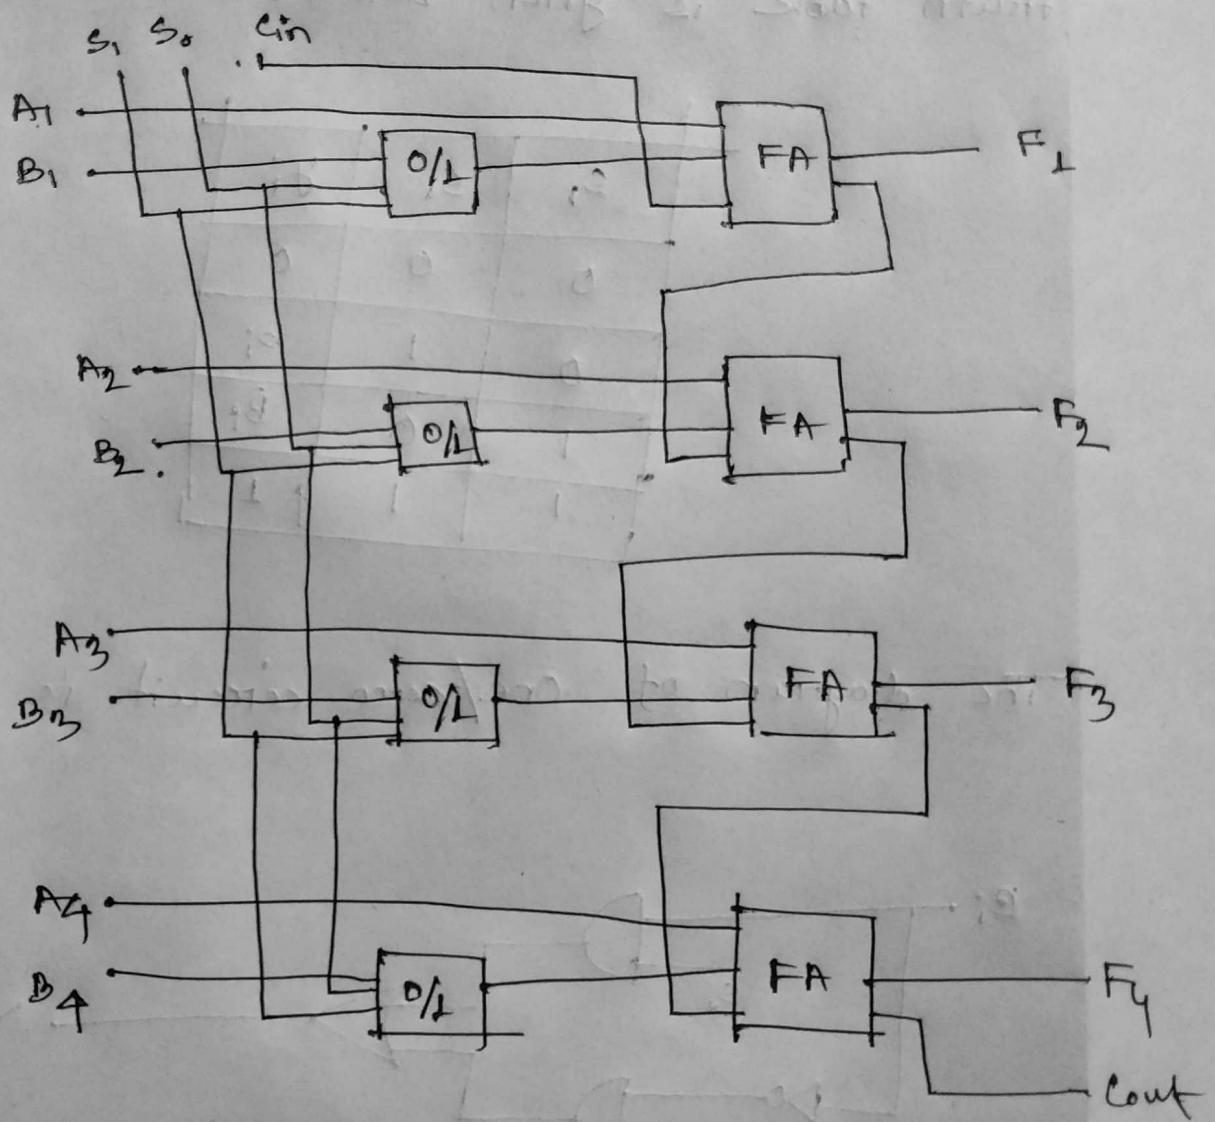 S₁ S₀ Cin
A₁
B₁ 0/1 FA F₁
A₂
B₂ 0/1 FA F₂
A₃
B₃ 0/1 FA F₃
A₄
B₄ 0/1 FA F₄
Cout